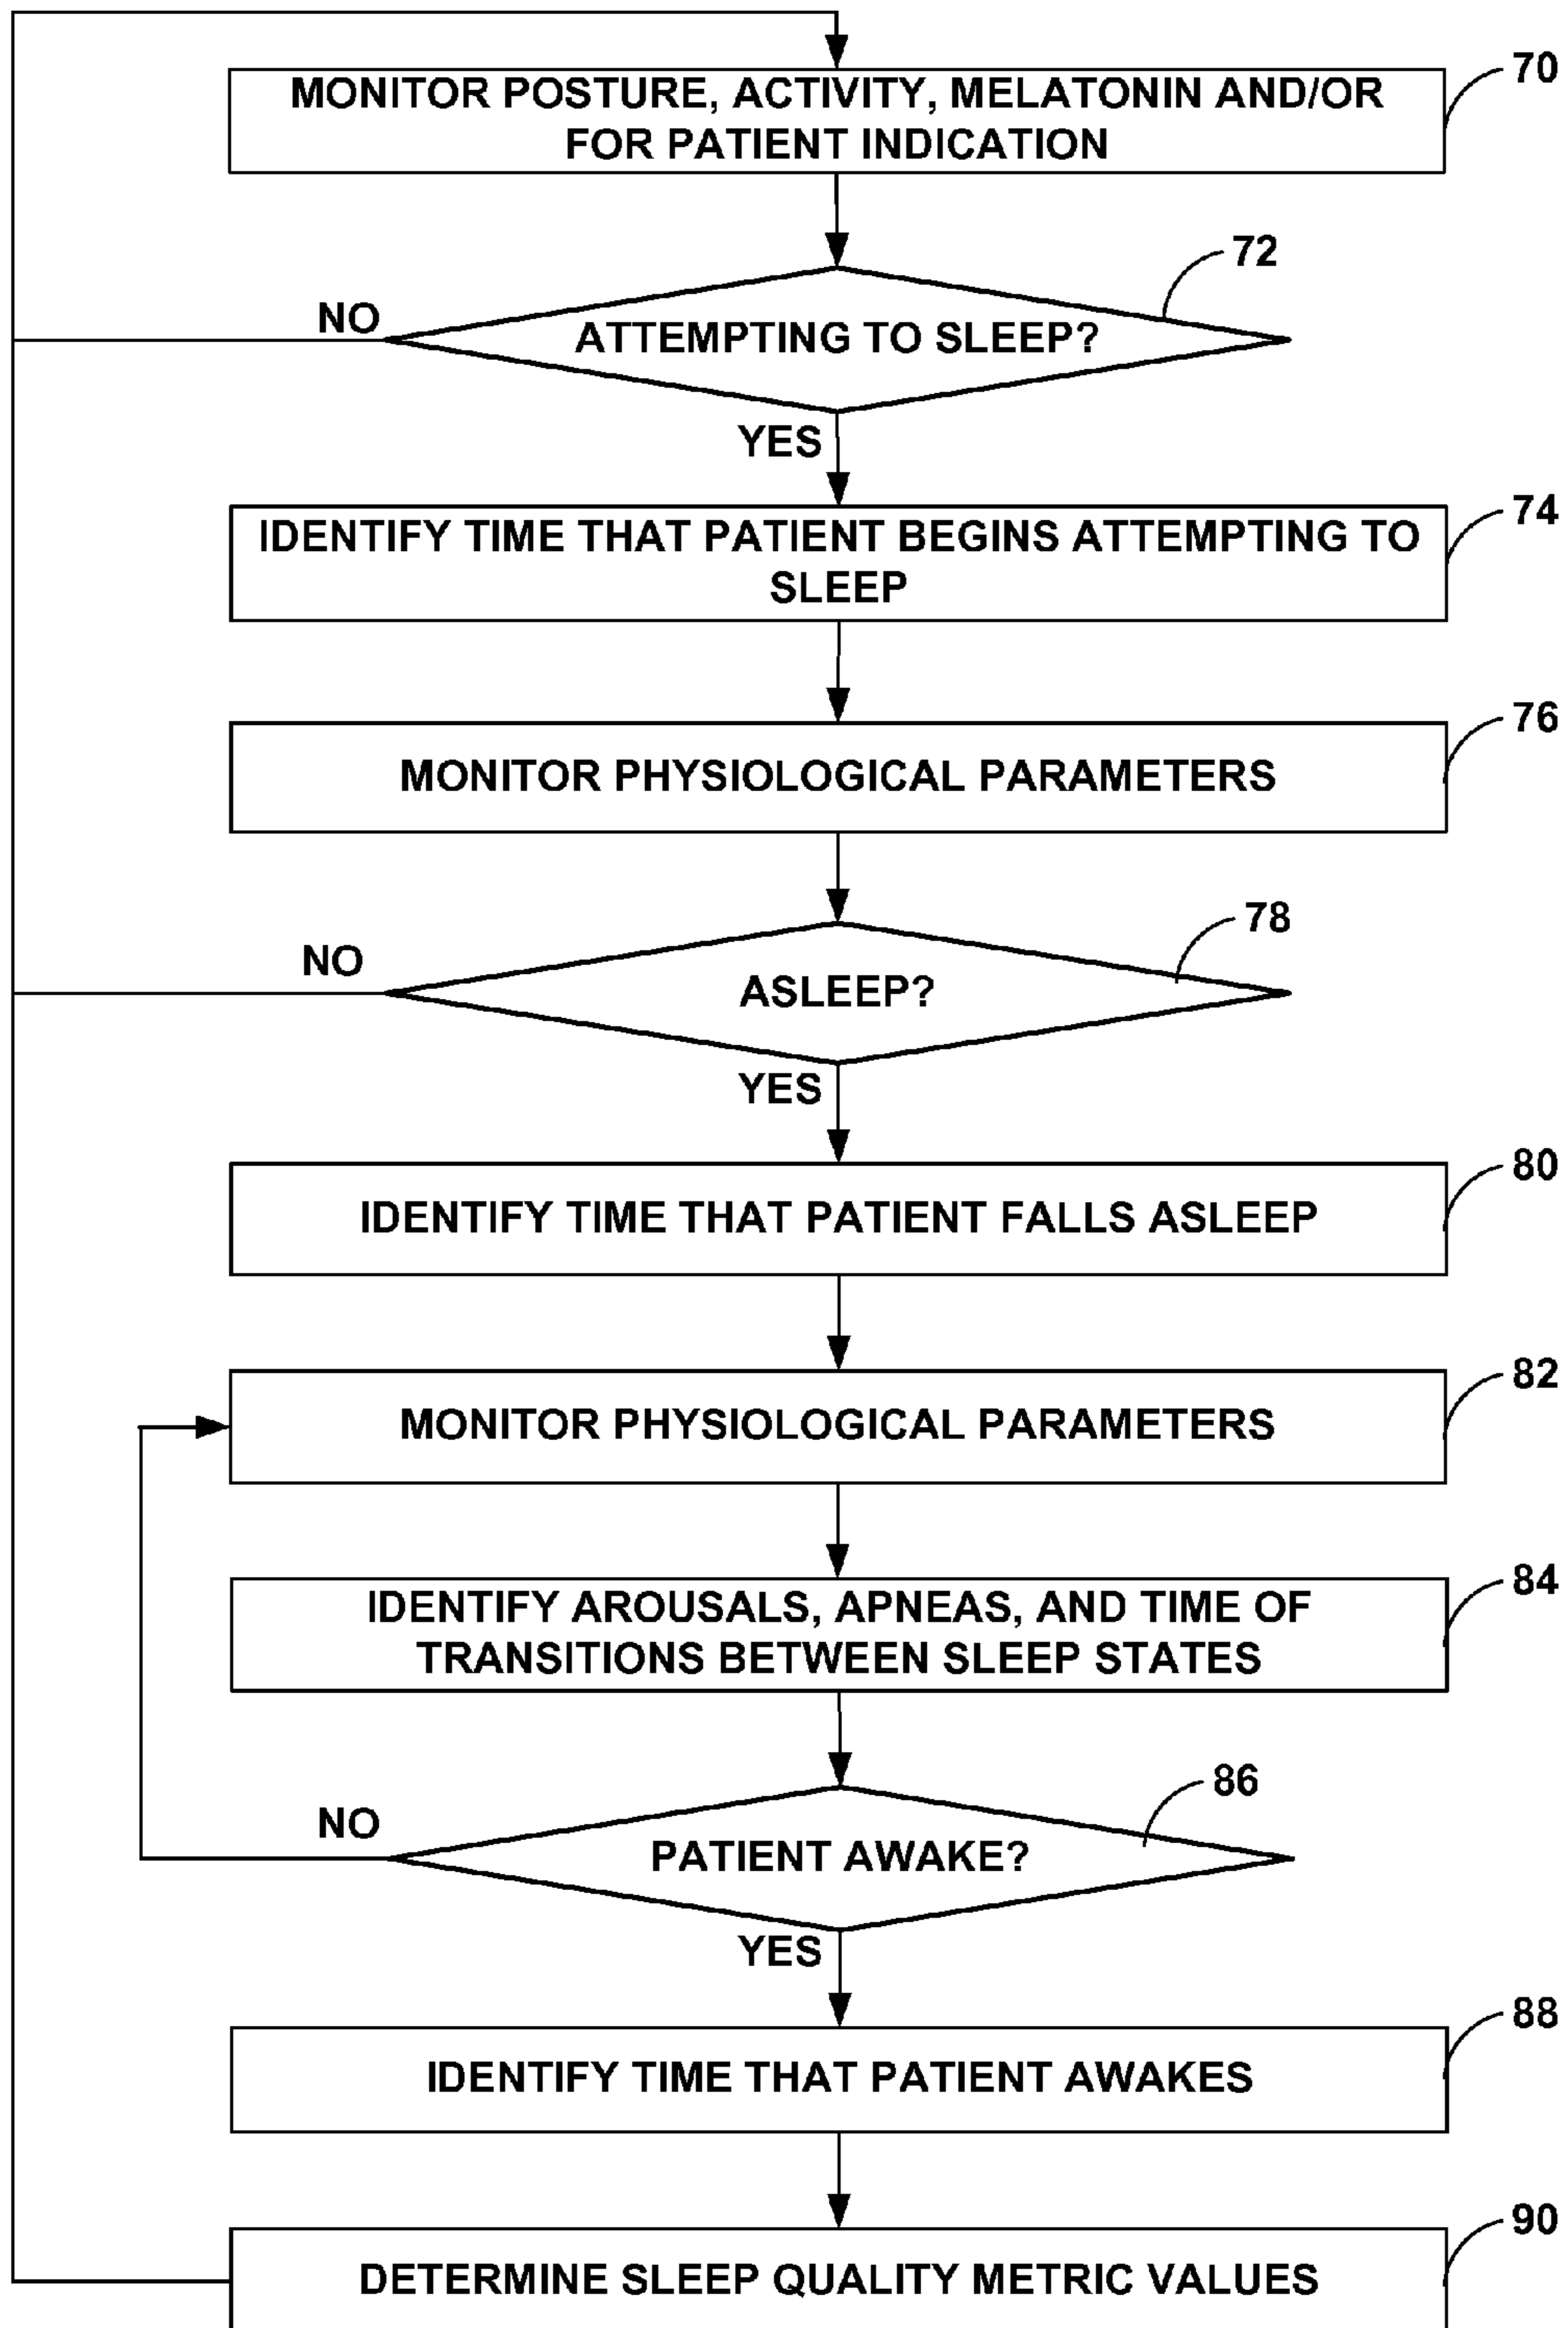 70
MONITOR POSTURE, ACTIVITY, MELATONIN AND/OR
FOR PATIENT INDICATION
72
NO
ATTEMPTING TO SLEEP?
YES
74
IDENTIFY TIME THAT PATIENT BEGINS ATTEMPTING TO
SLEEP
76
MONITOR PHYSIOLOGICAL PARAMETERS
78
NO
ASLEEP?
YES
80
IDENTIFY TIME THAT PATIENT FALLS ASLEEP
82
MONITOR PHYSIOLOGICAL PARAMETERS
84
IDENTIFY AROUSALS, APNEAS, AND TIME OF
TRANSITIONS BETWEEN SLEEP STATES
86
NO
PATIENT AWAKE?
YES
88
IDENTIFY TIME THAT PATIENT AWAKES
90
DETERMINE SLEEP QUALITY METRIC VALUES